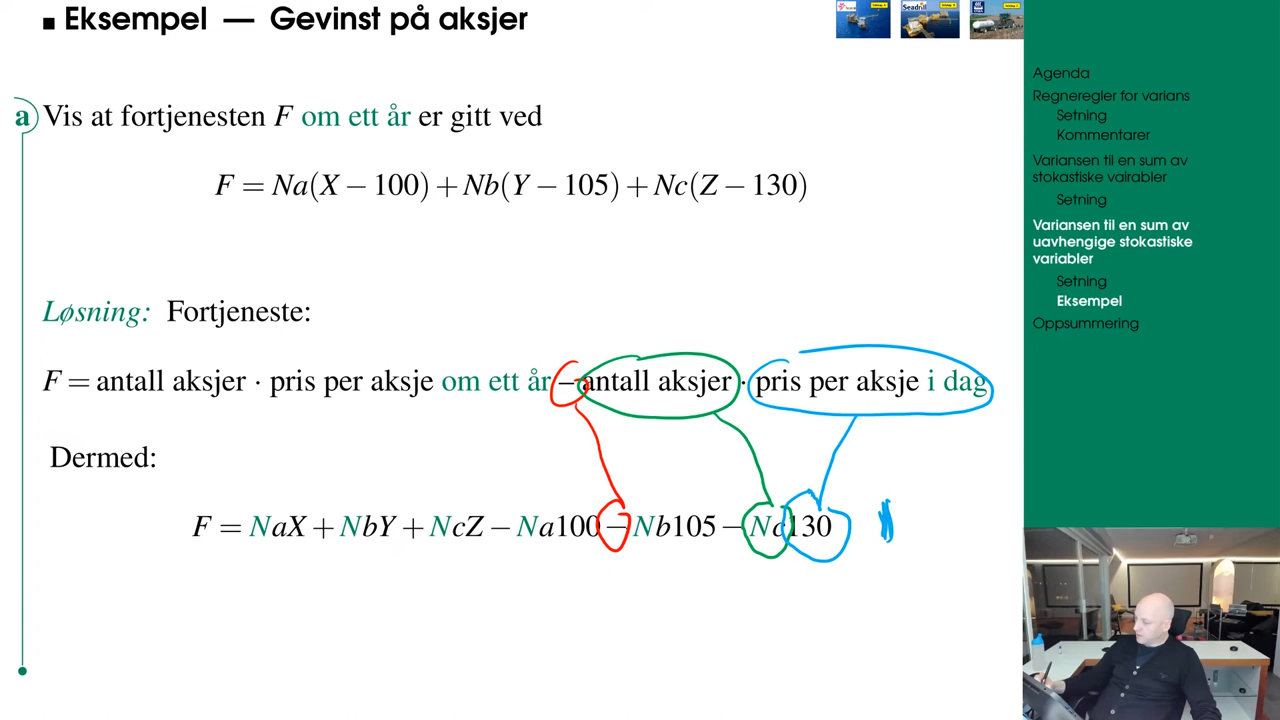 Eksempel — Gevinst på aksjer
Seadrill
a Vis at fortjenesten F om ett år er gitt ved
F = Na(X − 100) + Nb(Y − 105) + Nc(Z − 130)
Løsning: Fortjeneste:
F = antall aksjer · pris per aksje om ett år − antall aksjer · pris per aksje i dag
Dermed:
F = NaX + NbY + NcZ − Na100 − Nb105 − Nc130
Agenda
Regneregler for varians
Setning
Kommentarer
Variansen til en sum av
stokastiske vairabler
Setning
Variansen til en sum av
uavhengige stokastiske
variabler
Setning
Eksempel
Oppsummering